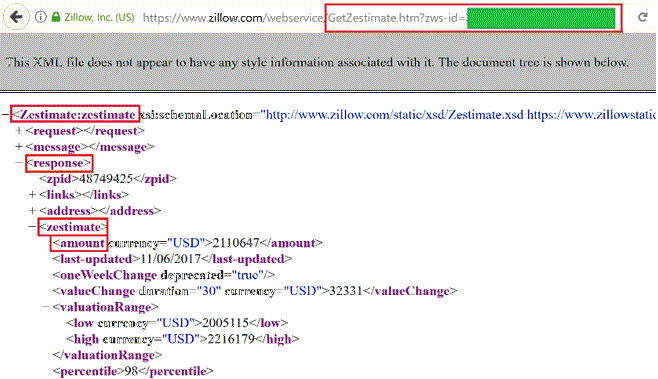 Zillow, Inc. (US) https://www.zillow.com/webservice/GetZestimate.htm?zws-id=
This XML file does not appear to have any style information associated with it. The document tree is shown below.
−<Zestimate:zestimate xsi:schemaLocation="http://www.zillow.com/static/xsd/Zestimate.xsd https://www.zillowstatic
+<request></request>
+<message></message>
−<response>
<zpid>48749425</zpid>
+<links></links>
+<address></address>
−<zestimate>
<amount currency="USD">2110647</amount>
<last-updated>11/06/2017</last-updated>
<oneWeekChange deprecated="true"/>
<valueChange duration="30" currency="USD">32331</valueChange>
−<valuationRange>
<low currency="USD">2005115</low>
<high currency="USD">2216179</high>
</valuationRange>
<percentile>98</percentile>